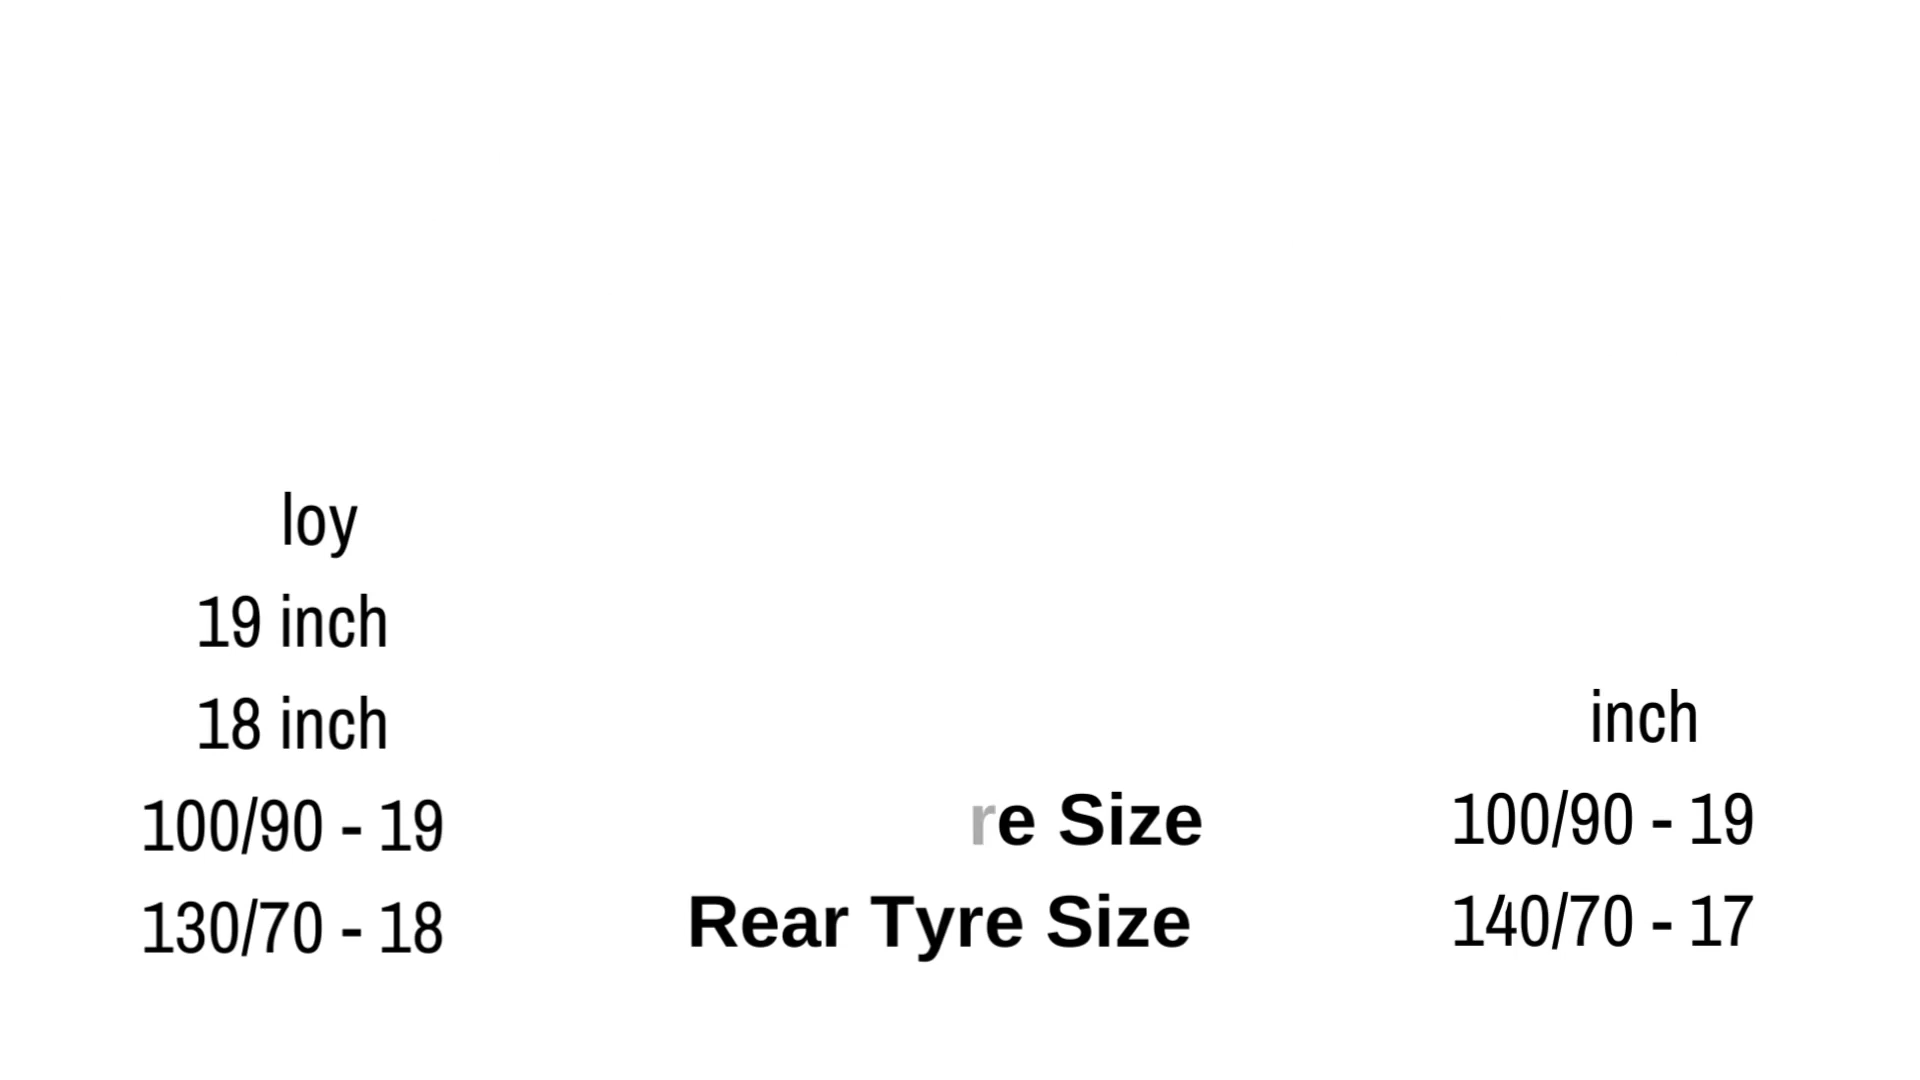 loy
19 inch
18 inch
inch
100/90 - 19
re Size
100/90 - 19
130/70 - 18
Rear Tyre Size
140/70 - 17